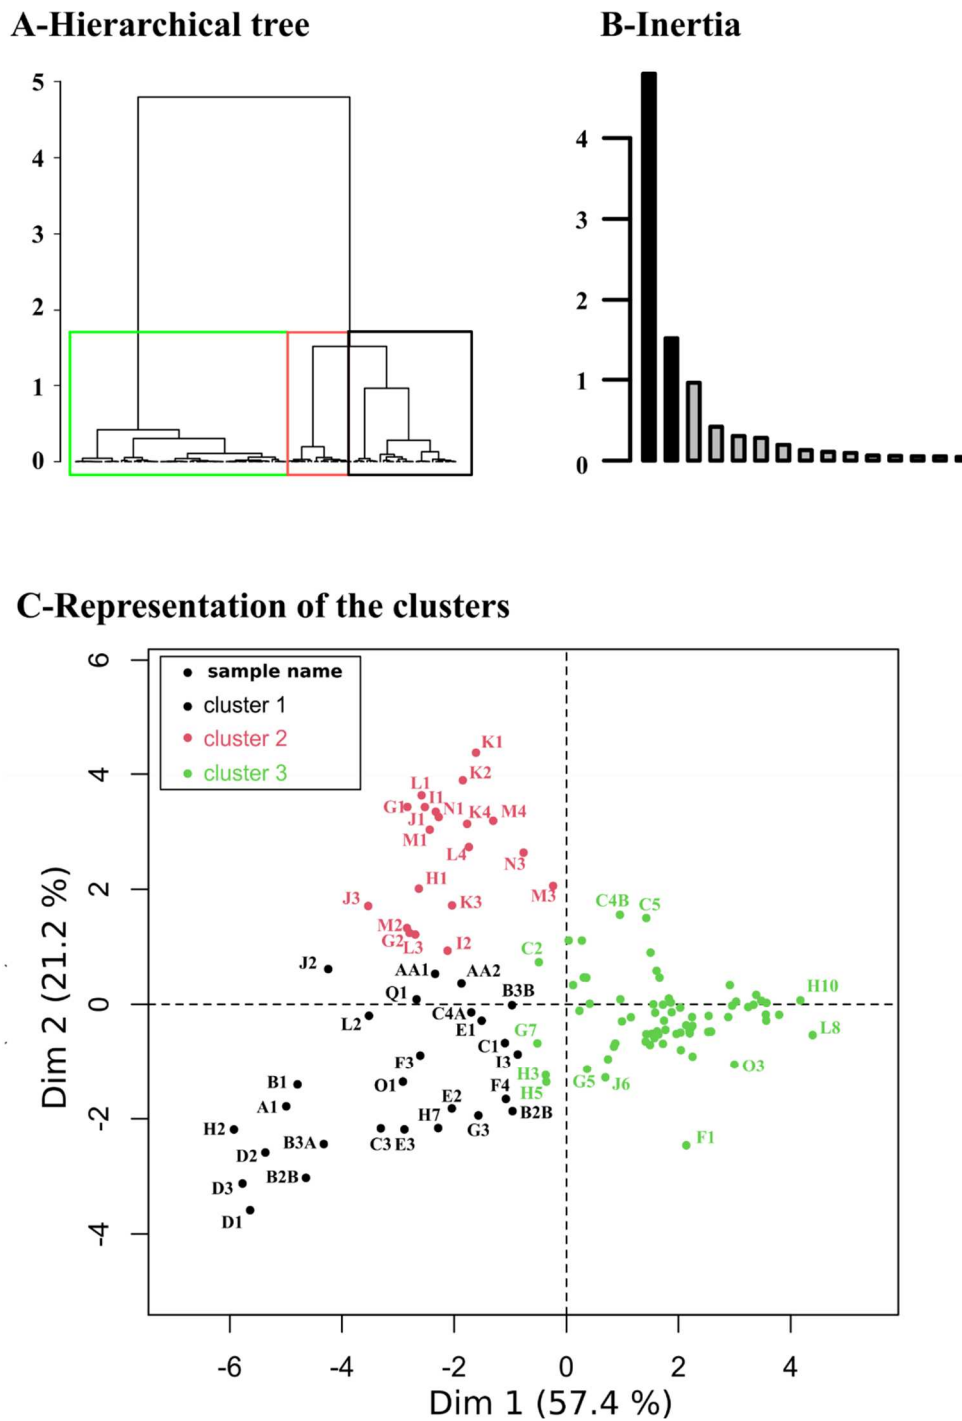 A-Hierarchical tree
B-Inertia
5
4
3
2
1
0
4
3
2
1
0
C-Representation of the clusters
Dim 2 (21.2 %)
6
4
2
0
-2
-4
sample name
cluster 1
cluster 2
cluster 3
K1
K2
L1
I1
G1
N1
K4
M4
J1
M1
L4
N3
H1
M3
J3
K3
C4B
C5
M2
G2
L3
I2
C2
J2
AA1
AA2
Q1
B3B
H10
L2
C4A
E1
G7
L8
C1
F3
I3
O3
H3
G5
J6
B1
O1
F4
H5
E2
A1
H7
B2B
H2
G3
B3A
C3
E3
F1
D2
B2B
D3
D1
-6
-4
-2
0
2
4
Dim 1 (57.4 %)